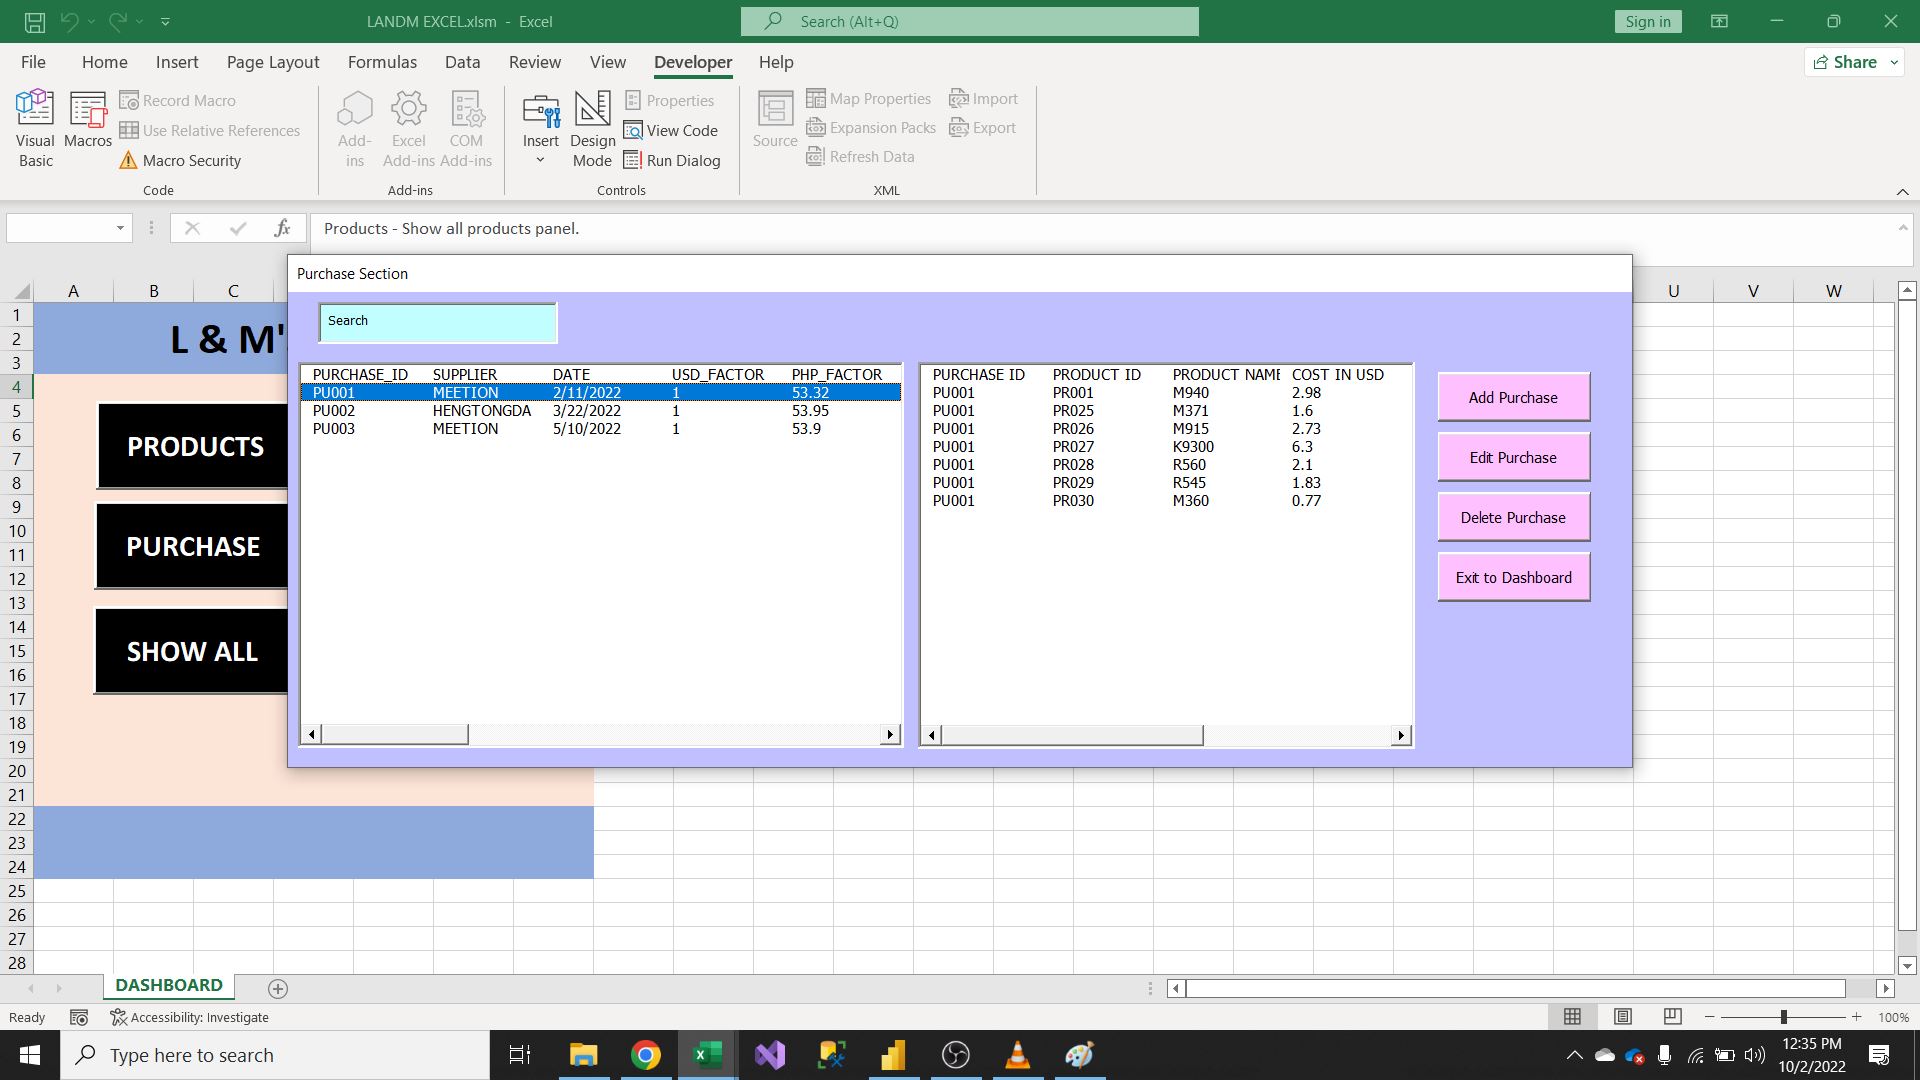 LANDM EXCEL.xlsm - Excel
Search (Alt+Q)
Sign in
File Home Insert Page Layout Formulas Data Review View Developer Help
Share
Visual Basic
Macros
Record Macro
Use Relative References
Macro Security
Code
Add-ins
Excel Add-ins
COM Add-ins
Add-ins
Insert
Design Mode
Properties
View Code
Run Dialog
Controls
Source
Map Properties
Expansion Packs
Refresh Data
Import
Export
XML
fx
Products - Show all products panel.
Purchase Section
A B C U V W
Search
L & M'
PURCHASE_ID SUPPLIER DATE USD_FACTOR PHP_FACTOR
PU001 MEETION 2/11/2022 1 53.32
PU002 HENGTONGDA 3/22/2022 1 53.95
PU003 MEETION 5/10/2022 1 53.9
PURCHASE ID PRODUCT ID PRODUCT NAME COST IN USD
PU001 PR001 M940 2.98
PU001 PR025 M371 1.6
PU001 PR026 M915 2.73
PU001 PR027 K9300 6.3
PU001 PR028 R560 2.1
PU001 PR029 R545 1.83
PU001 PR030 M360 0.77
Add Purchase
Edit Purchase
Delete Purchase
Exit to Dashboard
PRODUCTS
PURCHASE
SHOW ALL
1
2
3
4
5
6
7
8
9
10
11
12
13
14
15
16
17
18
19
20
21
22
23
24
25
26
27
28
DASHBOARD
Ready
Accessibility: Investigate
100%
Type here to search
12:35 PM
10/2/2022